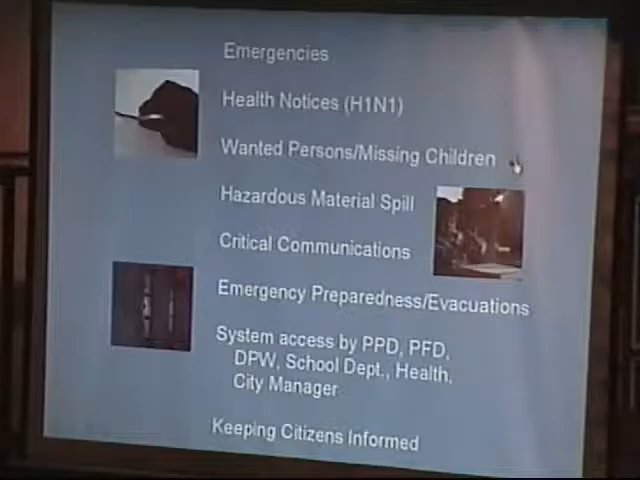 Emergencies
Health Notices (H1N1)
Wanted Persons/Missing Children
Hazardous Material Spill
Critical Communications
Emergency Preparedness/Evacuations
System access by PPD, PFD,
DPW, School Dept., Health,
City Manager
Keeping Citizens Informed